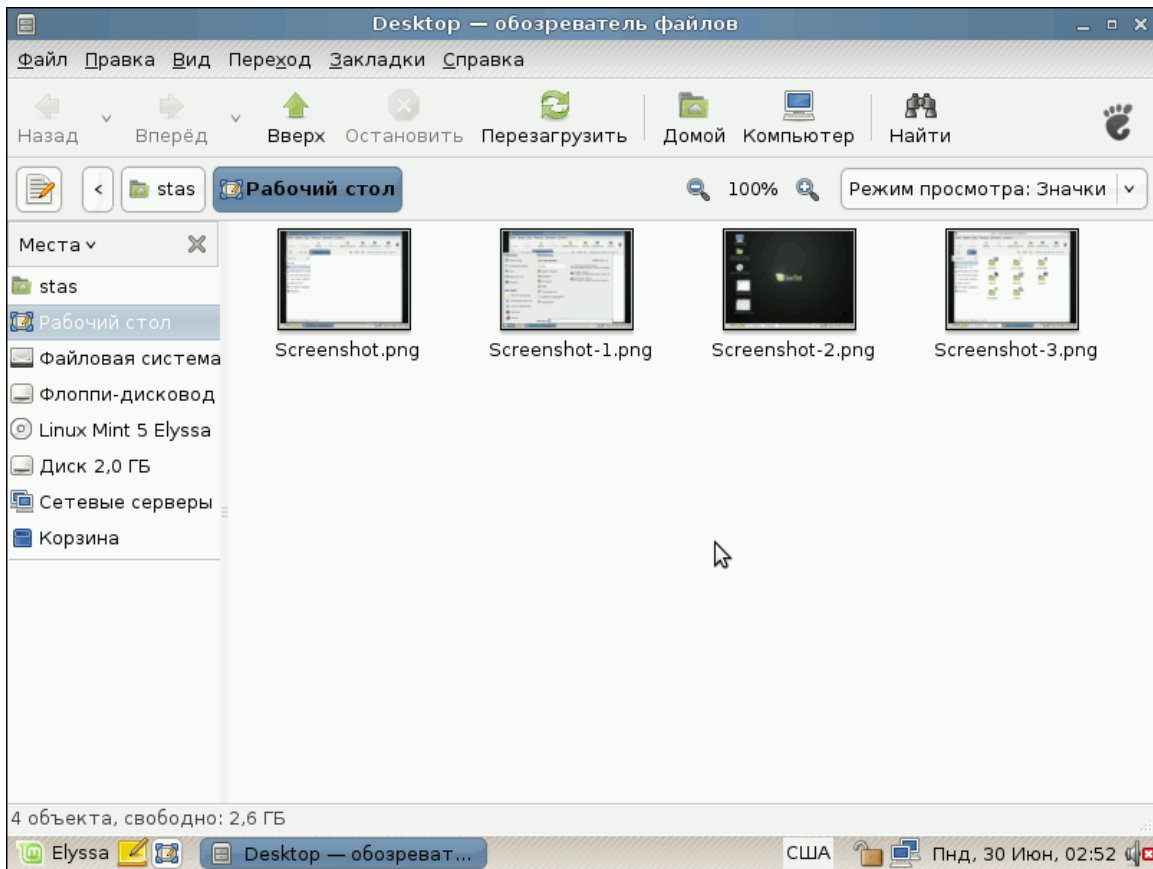 Desktop — обозреватель файлов
Файл Правка Вид Переход Закладки Справка
Назад Вперёд Вверх Остановить Перезагрузить Домой Компьютер Найти
< stas Рабочий стол 100% Режим просмотра: Значки
Места
stas
Рабочий стол
Файловая система
Флоппи-дисковод
Linux Mint 5 Elyssa
Диск 2,0 ГБ
Сетевые серверы
Корзина
Screenshot.png Screenshot-1.png Screenshot-2.png Screenshot-3.png
4 объекта, свободно: 2,6 ГБ
Elyssa Desktop — обозреват... США Пнд, 30 Июн, 02:52